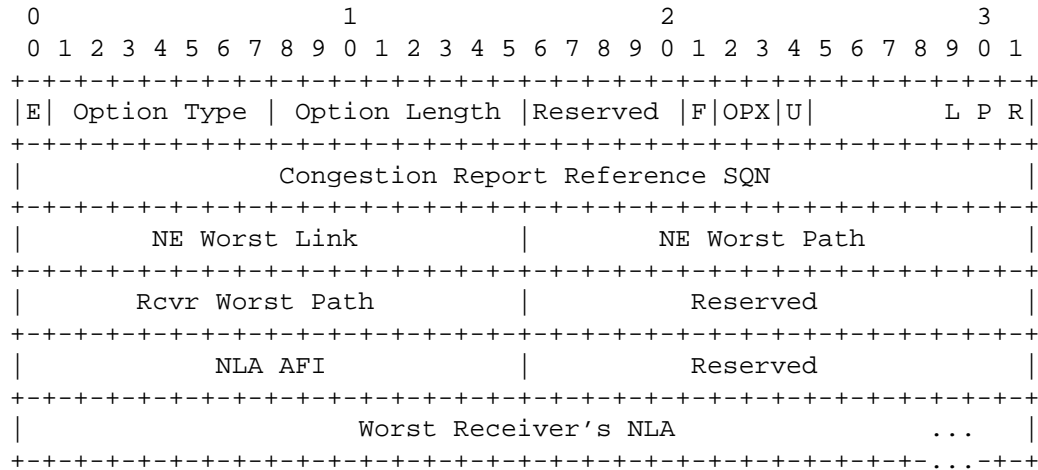 0                   1                   2                   3
 0 1 2 3 4 5 6 7 8 9 0 1 2 3 4 5 6 7 8 9 0 1 2 3 4 5 6 7 8 9 0 1
+-+-+-+-+-+-+-+-+-+-+-+-+-+-+-+-+-+-+-+-+-+-+-+-+-+-+-+-+-+-+-+-+
|E| Option Type | Option Length |Reserved |F|OPX|U|        L P R|
+-+-+-+-+-+-+-+-+-+-+-+-+-+-+-+-+-+-+-+-+-+-+-+-+-+-+-+-+-+-+-+-+
|                Congestion Report Reference SQN                |
+-+-+-+-+-+-+-+-+-+-+-+-+-+-+-+-+-+-+-+-+-+-+-+-+-+-+-+-+-+-+-+-+
|        NE Worst Link          |        NE Worst Path          |
+-+-+-+-+-+-+-+-+-+-+-+-+-+-+-+-+-+-+-+-+-+-+-+-+-+-+-+-+-+-+-+-+
|       Rcvr Worst Path         |          Reserved             |
+-+-+-+-+-+-+-+-+-+-+-+-+-+-+-+-+-+-+-+-+-+-+-+-+-+-+-+-+-+-+-+-+
|            NLA AFI            |          Reserved             |
+-+-+-+-+-+-+-+-+-+-+-+-+-+-+-+-+-+-+-+-+-+-+-+-+-+-+-+-+-+-+-+-+
|                     Worst Receiver's NLA                ...   |
+-+-+-+-+-+-+-+-+-+-+-+-+-+-+-+-+-+-+-+-+-+-+-+-+-+-+-+-+-...-+-+